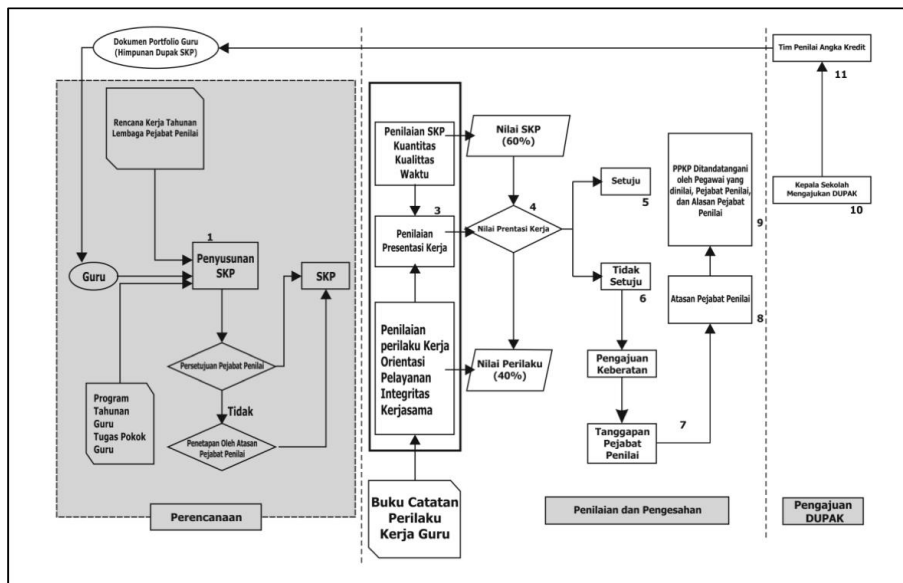 Dokumen Portfolio Guru
(Himpunan Dupak SKP)
Rencana Kerja Tahunan
Lembaga Pejabat Penilai
1
Penyusunan
SKP
Guru
SKP
Persetujuan Pejabat Penilai
Tidak
Program
Tahunan
Guru
Tugas Pokok
Guru
Penetapan Oleh Atasan
Pejabat Penilai
Perencanaan
Penilaian SKP
Kuantitas
Kualittas
Waktu
3
Penilaian
Presentasi Kerja
Penilaian
perilaku Kerja
Orientasi
Pelayanan
Integritas
Kerjasama
Buku Catatan
Perilaku
Kerja Guru
Nilai SKP
(60%)
4
Nilai Prentasi Kerja
Nilai Perilaku
(40%)
Setuju
5
Tidak
Setuju
6
Pengajuan
Keberatan
Tanggapan
Pejabat
Penilai
7
PPKP Ditandatangani
oleh Pegawai yang
dinilai, Pejabat Penilai,
dan Alasan Pejabat
Penilai
9
Atasan Pejabat Penilai
8
Penilaian dan Pengesahan
Tim Penilai Angka Kredit
11
Kepala Sekolah
Mengajukan DUPAK
10
Pengajuan
DUPAK